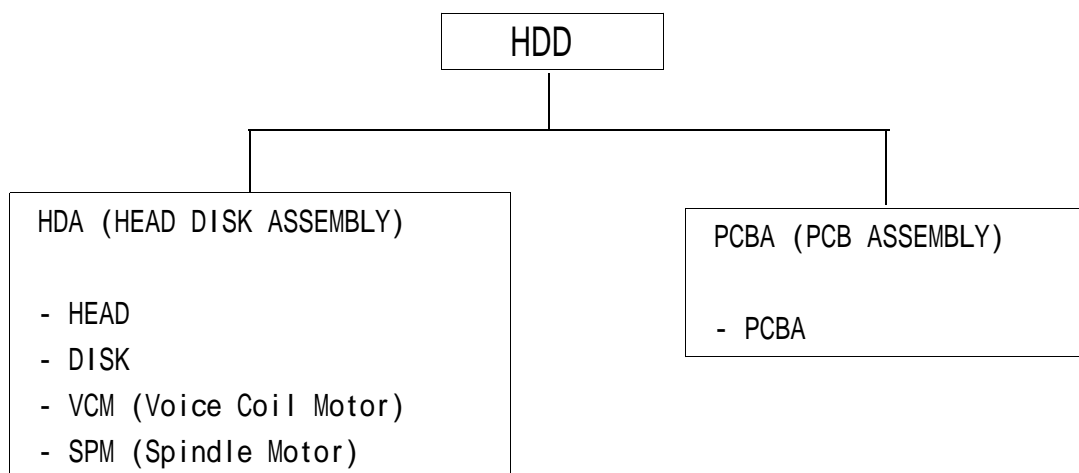 HDD
HDA (HEAD DISK ASSEMBLY)
- HEAD
- DISK
- VCM (Voice Coil Motor)
- SPM (Spindle Motor)
PCBA (PCB ASSEMBLY)
- PCBA